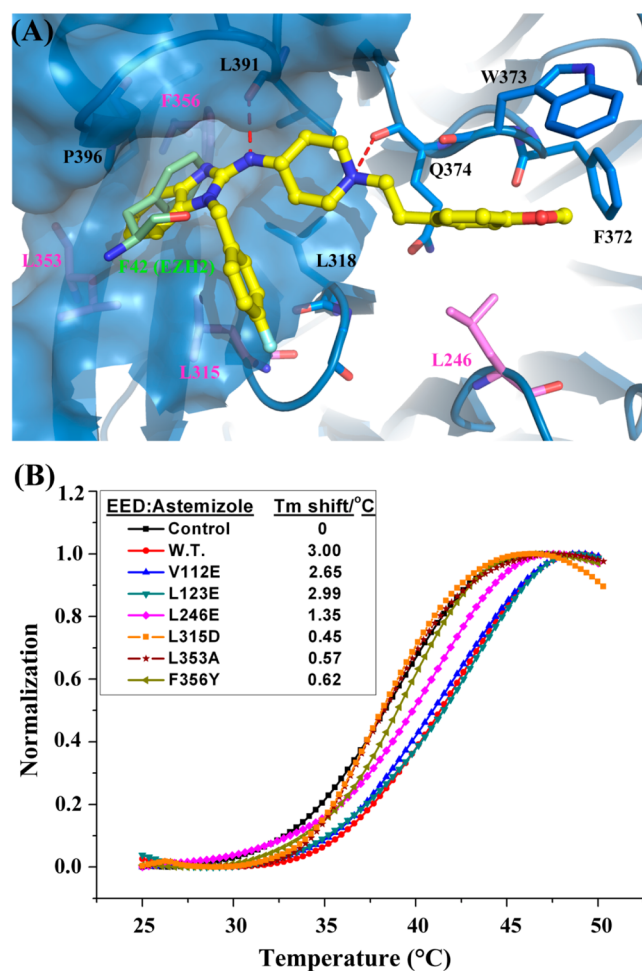 (A)
L391
F356
W373
P396
Q374
F372
L353
F42 (EZH2)
L318
L315
L246
(B)
EED:Astemizole Tm shift/°C
Control 0
W.T. 3.00
V112E 2.65
L123E 2.99
L246E 1.35
L315D 0.45
L353A 0.57
F356Y 0.62
1.2
1.0
0.8
0.6
0.4
0.2
0.0
Normalization
25 30 35 40 45 50
Temperature (°C)